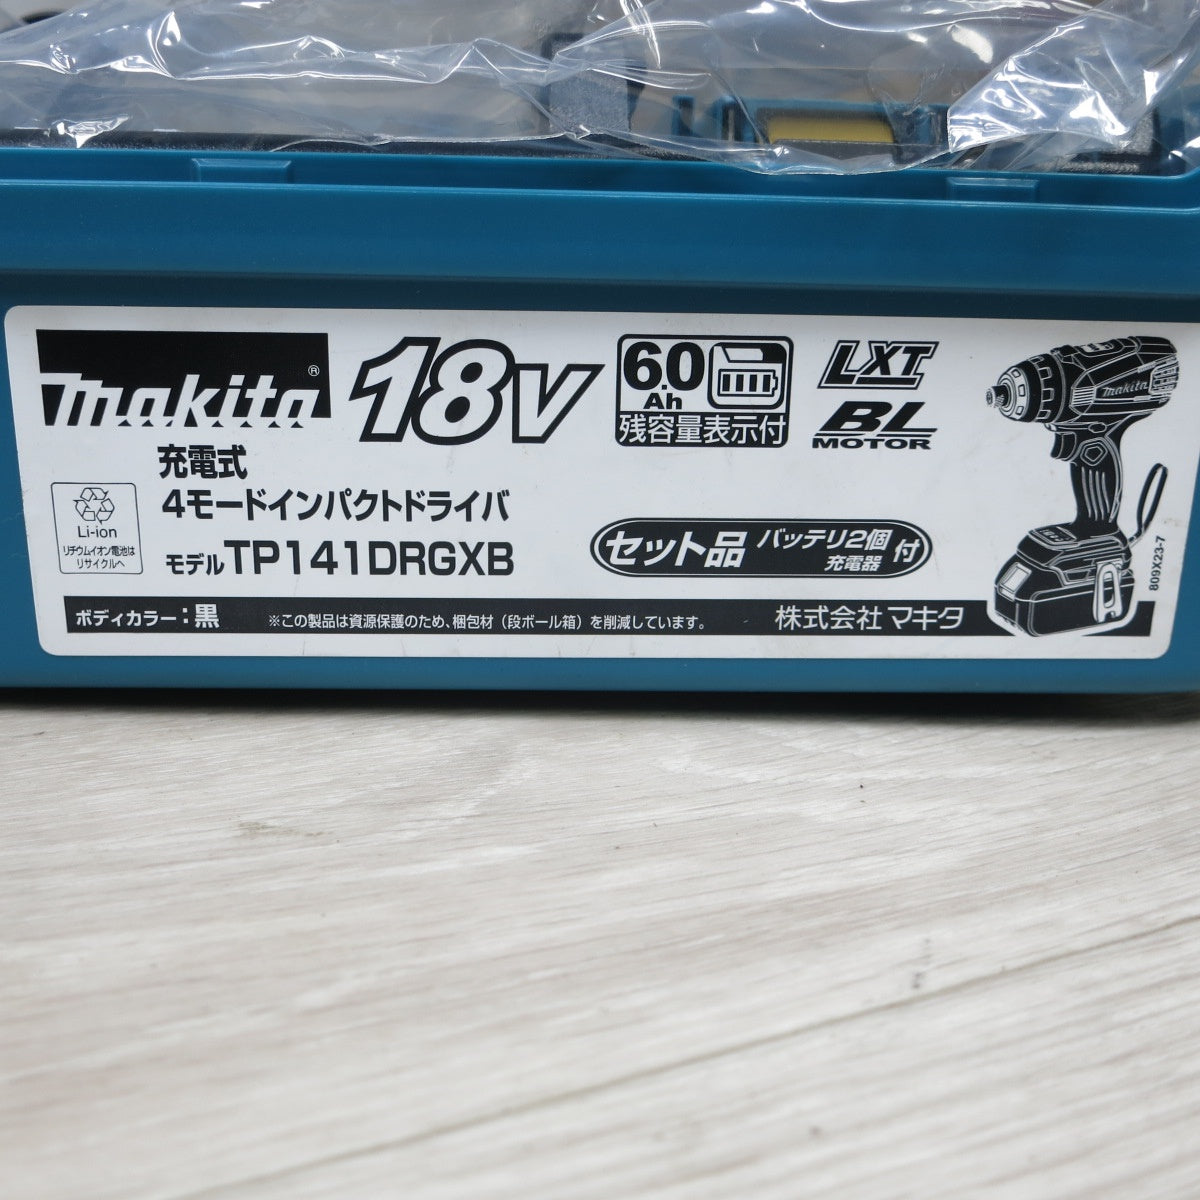 makita®
18V
6.0
Ah
残容量表示付
LXT
BL
MOTOR
makita
充電式
4モードインパクトドライバ
モデル TP141DRGXB
Li-ion
リチウムイオン電池は
リサイクルへ
セット品 バッテリ2個 充電器 付
809X23-7
ボディカラー：黒
※この製品は資源保護のため、梱包材（段ボール箱）を削減しています。
株式会社 マキタ